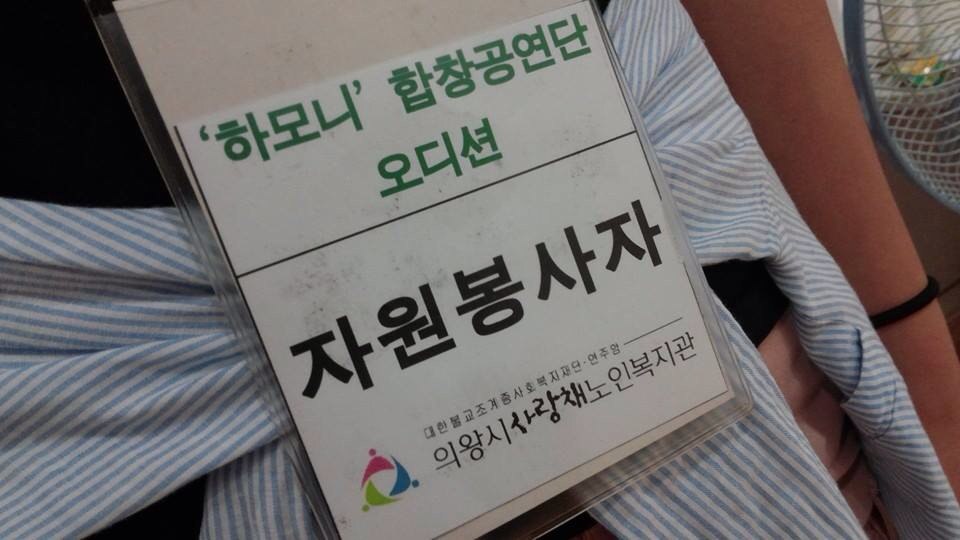 '하모니' 합창공연단
오디션
자원봉사자
대한불교조계종사회복지재단·연주암
의왕시사랑채노인복지관